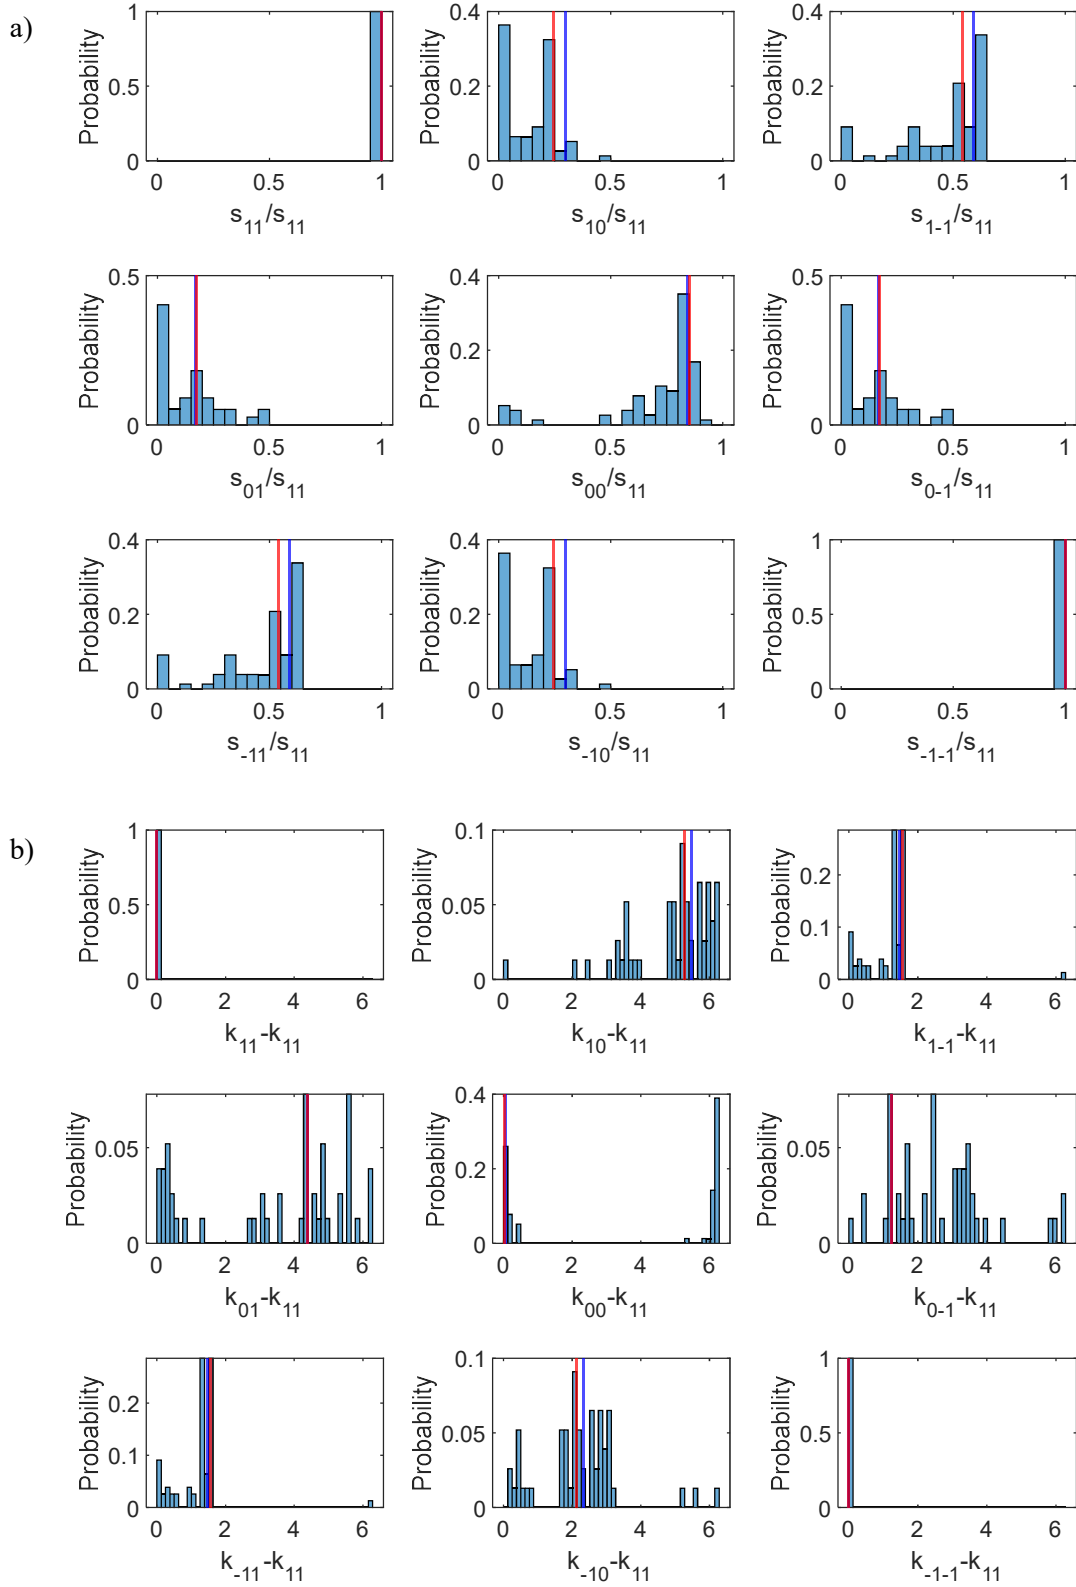 a)
Probability
1
0.5
0
0 0.5 1
s11/s11
Probability
0.4
0.2
0
0 0.5 1
s10/s11
Probability
0.4
0.2
0
0 0.5 1
s1-1/s11
Probability
0.5
0
0 0.5 1
s01/s11
Probability
0.4
0.2
0
0 0.5 1
s00/s11
Probability
0.5
0
0 0.5 1
s0-1/s11
Probability
0.4
0.2
0
0 0.5 1
s-11/s11
Probability
0.4
0.2
0
0 0.5 1
s-10/s11
Probability
1
0.5
0
0 0.5 1
s-1-1/s11
b)
Probability
1
0.5
0
0 2 4 6
k11-k11
Probability
0.1
0.05
0
0 2 4 6
k10-k11
Probability
0.2
0.1
0
0 2 4 6
k1-1-k11
Probability
0.05
0
0 2 4 6
k01-k11
Probability
0.4
0.2
0
0 2 4 6
k00-k11
Probability
0.05
0
0 2 4 6
k0-1-k11
Probability
0.2
0.1
0
0 2 4 6
k-11-k11
Probability
0.1
0.05
0
0 2 4 6
k-10-k11
Probability
1
0.5
0
0 2 4 6
k-1-1-k11